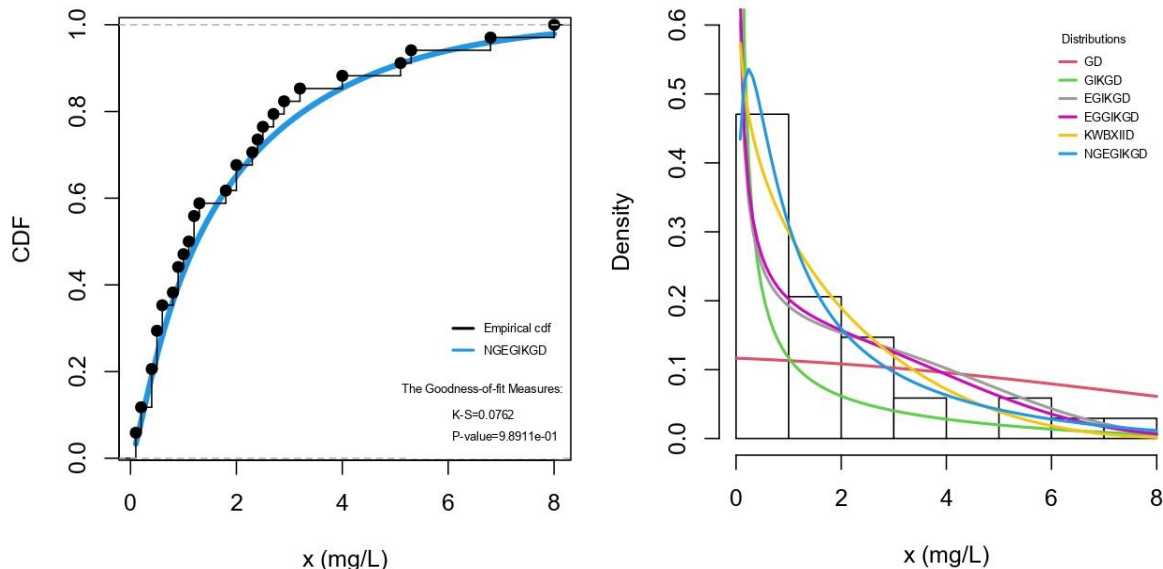 CDF
1.0
0.8
0.6
0.4
0.2
0.0
Empirical cdf
NGEGIKGD
The Goodness-of-fit Measures:
K-S=0.0762
P-value=9.8911e-01
0 2 4 6 8
x (mg/L)
Density
0.6
0.5
0.4
0.3
0.2
0.1
0.0
Distributions
GD
GIKGD
EGIKGD
EGGIKGD
KWBXIID
NGEGIKGD
0 2 4 6 8
x (mg/L)